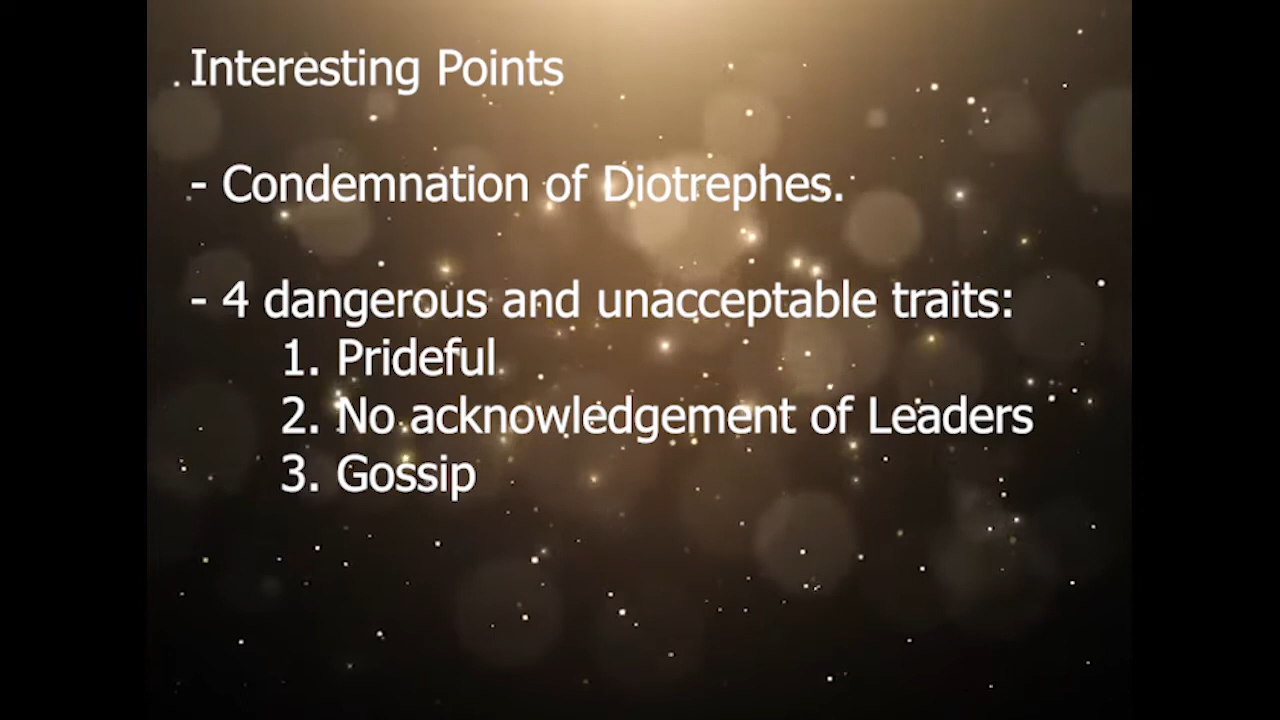 Interesting Points
- Condemnation of Diotrephes.
- 4 dangerous and unacceptable traits:
1. Prideful
2. No acknowledgement of Leaders
3. Gossip